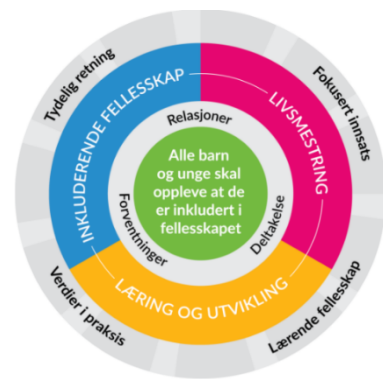 Tydelig retning
Fokusert innsats
INKLUDERENDE FELLESSKAP
LIVSMESTRING
Relasjoner
Alle barn
og unge skal
oppleve at de
er inkludert i
fellesskapet
Forventninger
Deltakelse
LÆRING OG UTVIKLING
Verdier i praksis
Lærende fellesskap